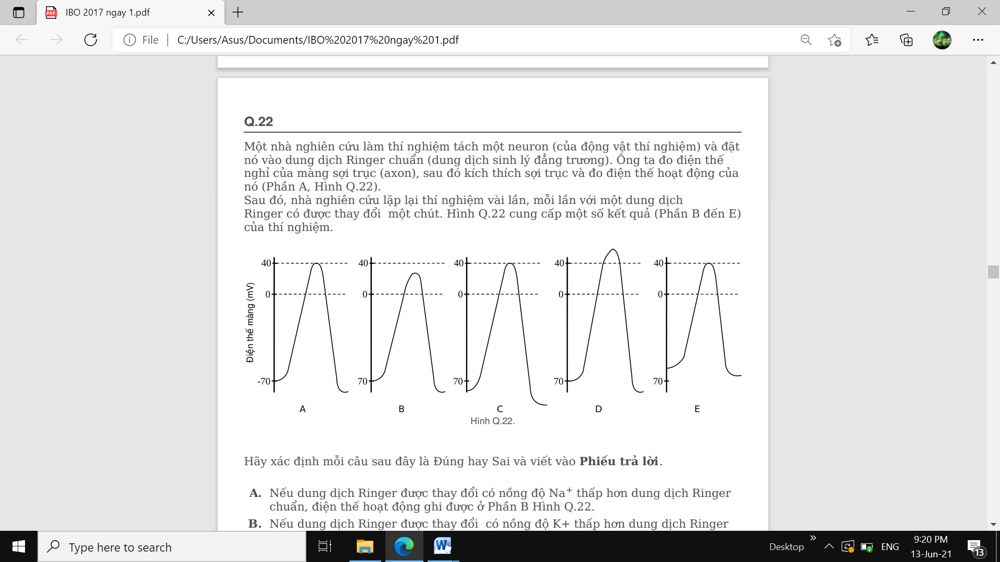 IBO 2017 ngay 1.pdf
PDF
File
C:/Users/Asus/Documents/IBO%202017%20ngay%201.pdf
Q.22
Một nhà nghiên cứu làm thí nghiệm tách một neuron (của động vật thí nghiệm) và đặt
nó vào dung dịch Ringer chuẩn (dung dịch sinh lý đẳng trương). Ông ta đo điện thế
nghỉ của màng sợi trục (axon), sau đó kích thích sợi trục và đo điện thế hoạt động của
nó (Phần A, Hình Q.22).
Sau đó, nhà nghiên cứu lặp lại thí nghiệm vài lần, mỗi lần với một dung dịch
Ringer có được thay đổi  một chút. Hình Q.22 cung cấp một số kết quả (Phần B đến E)
của thí nghiệm.
Điện thế màng (mV)
40 40 40 40 40
0 0 0 0 0
-70 70 70 70 70
A B C D E
Hình Q.22.
Hãy xác định mỗi câu sau đây là Đúng hay Sai và viết vào Phiếu trả lời.
A. Nếu dung dịch Ringer được thay đổi có nồng độ Na+ thấp hơn dung dịch Ringer
chuẩn, điện thế hoạt động ghi được ở Phần B Hình Q.22.
B. Nếu dung dịch Ringer được thay đổi  có nồng độ K+ thấp hơn dung dịch Ringer
Type here to search
W
Desktop
ENG
9:20 PM
13-Jun-21
13